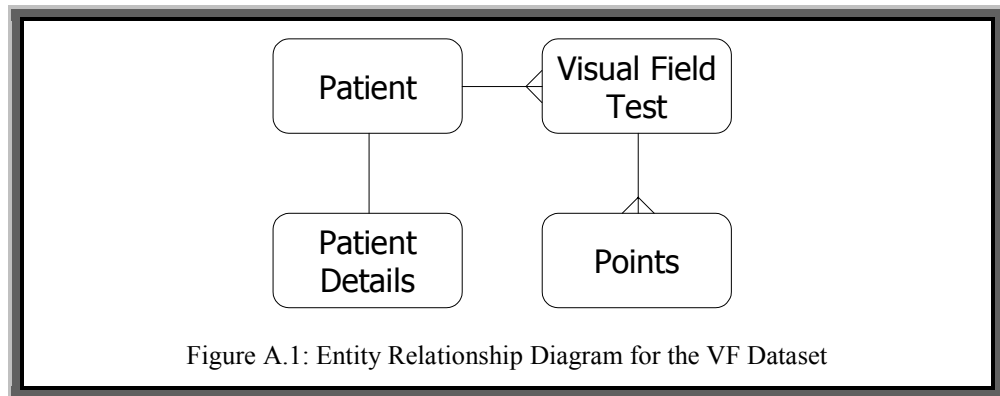 Patient
Visual Field
Test
Patient
Details
Points
Figure A.1: Entity Relationship Diagram for the VF Dataset